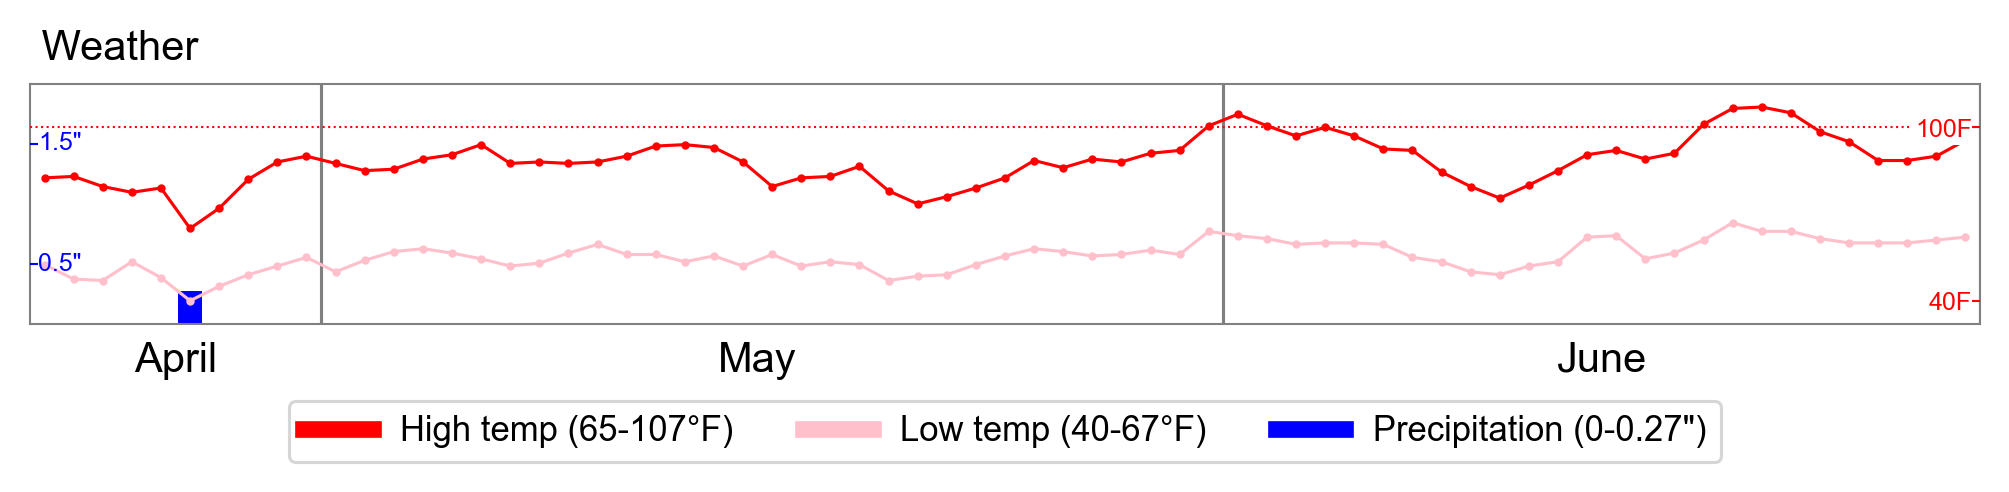 Weather
1.5"
100F
0.5"
40F
April May June
High temp (65-107°F) Low temp (40-67°F) Precipitation (0-0.27")